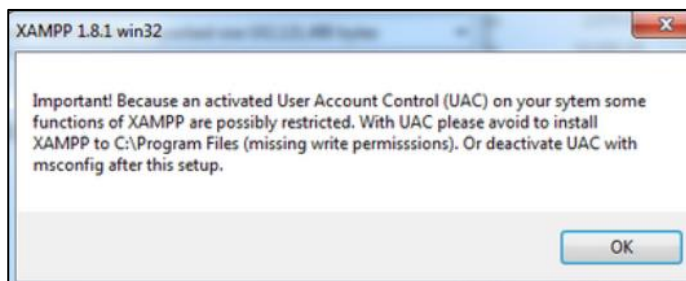 XAMPP 1.8.1 win32
Important! Because an activated User Account Control (UAC) on your sytem some
functions of XAMPP are possibly restricted. With UAC please avoid to install
XAMPP to C:\Program Files (missing write permisssions). Or deactivate UAC with
msconfig after this setup.
OK